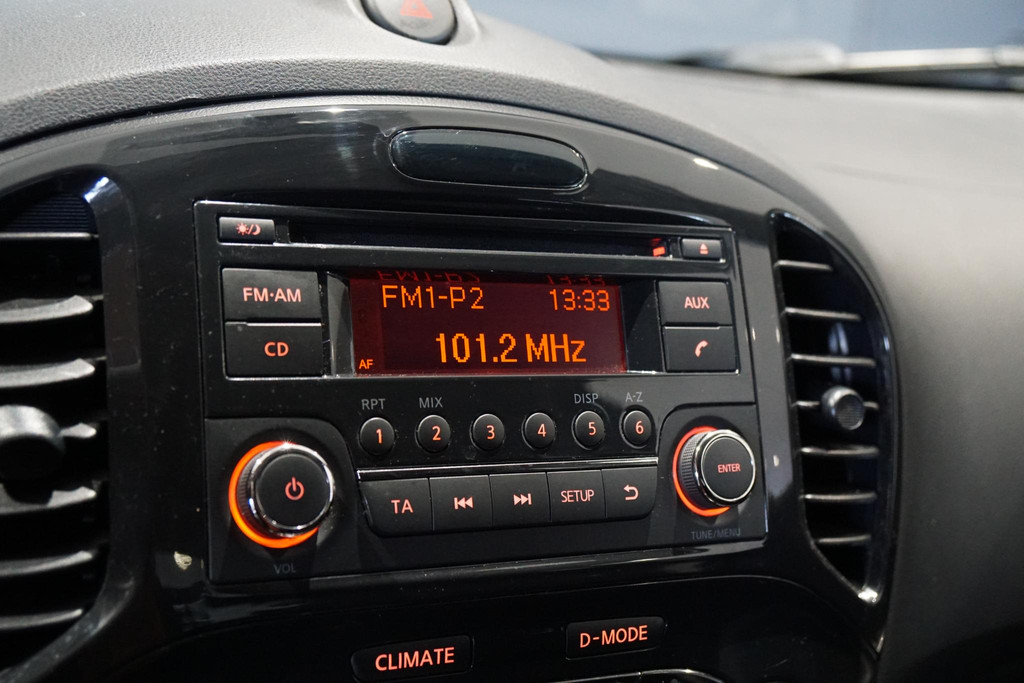 FM·AM
CD
FM1-P2 13:33
101.2 MHz
AF
AUX
RPT MIX DISP A-Z
1 2 3 4 5 6
TA SETUP
ENTER
VOL
TUNE/MENU
CLIMATE D-MODE